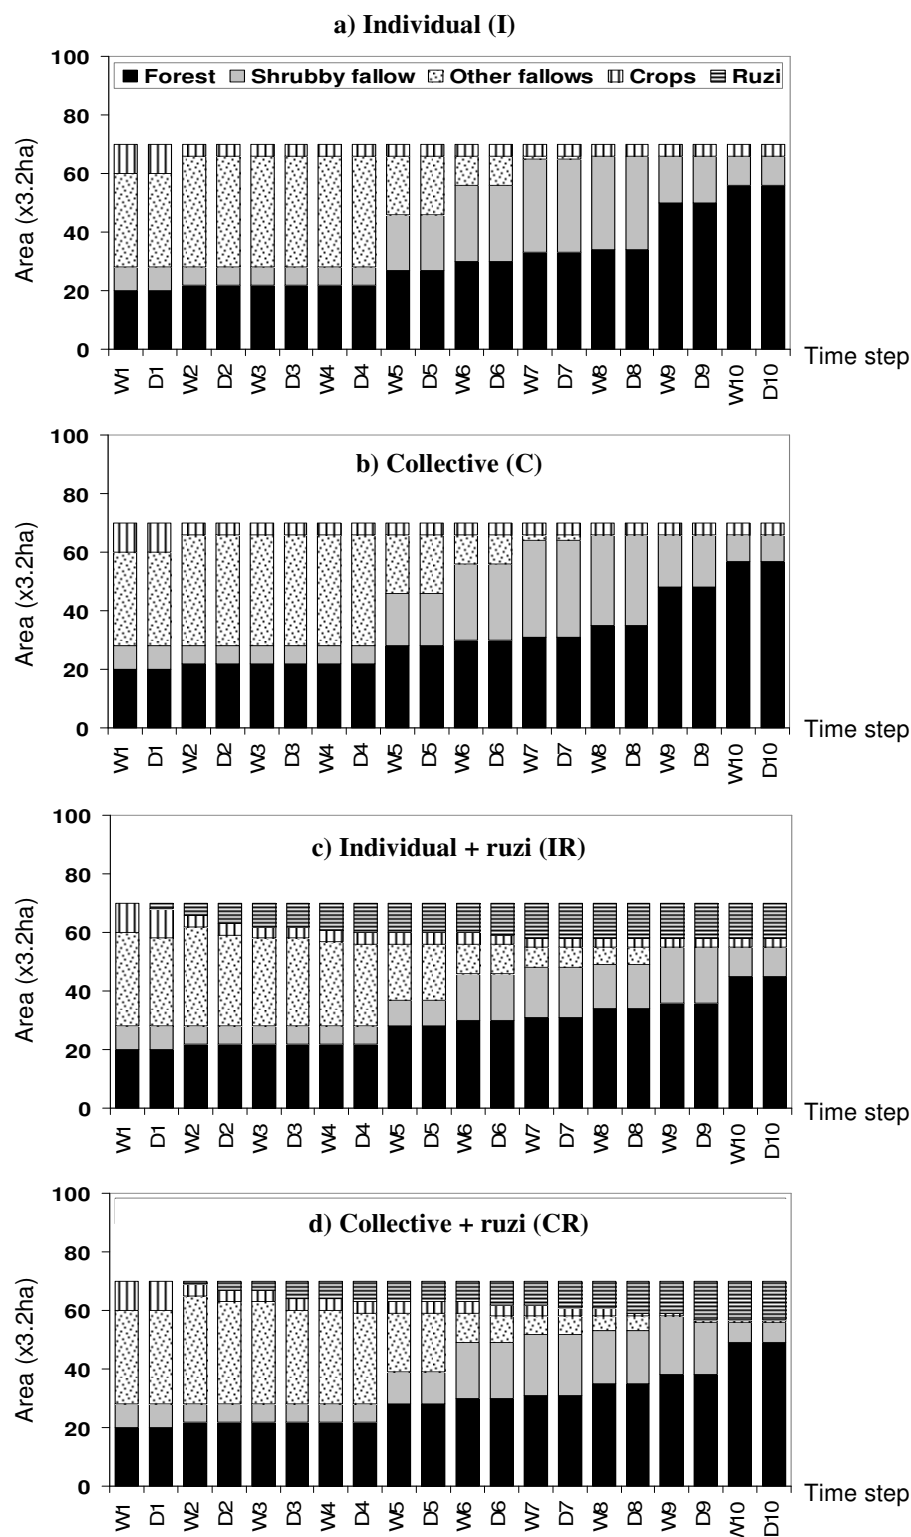 a) Individual (I)
100
Forest Shrubby fallow Other fallows Crops Ruzi
80
60
40
20
0
Area (x3.2ha)
W1 D1 W2 D2 W3 D3 W4 D4 W5 D5 W6 D6 W7 D7 W8 D8 W9 D9 W10 D10
Time step
b) Collective (C)
100
80
60
40
20
0
Area (x3.2ha)
W1 D1 W2 D2 W3 D3 W4 D4 W5 D5 W6 D6 W7 D7 W8 D8 W9 D9 W10 D10
Time step
c) Individual + ruzi (IR)
100
80
60
40
20
0
Area (x3.2ha)
W1 D1 W2 D2 W3 D3 W4 D4 W5 D5 W6 D6 W7 D7 W8 D8 W9 D9 W10 D10
Time step
d) Collective + ruzi (CR)
100
80
60
40
20
0
Area (x3.2ha)
W1 D1 W2 D2 W3 D3 W4 D4 W5 D5 W6 D6 W7 D7 W8 D8 W9 D9 W10 D10
Time step